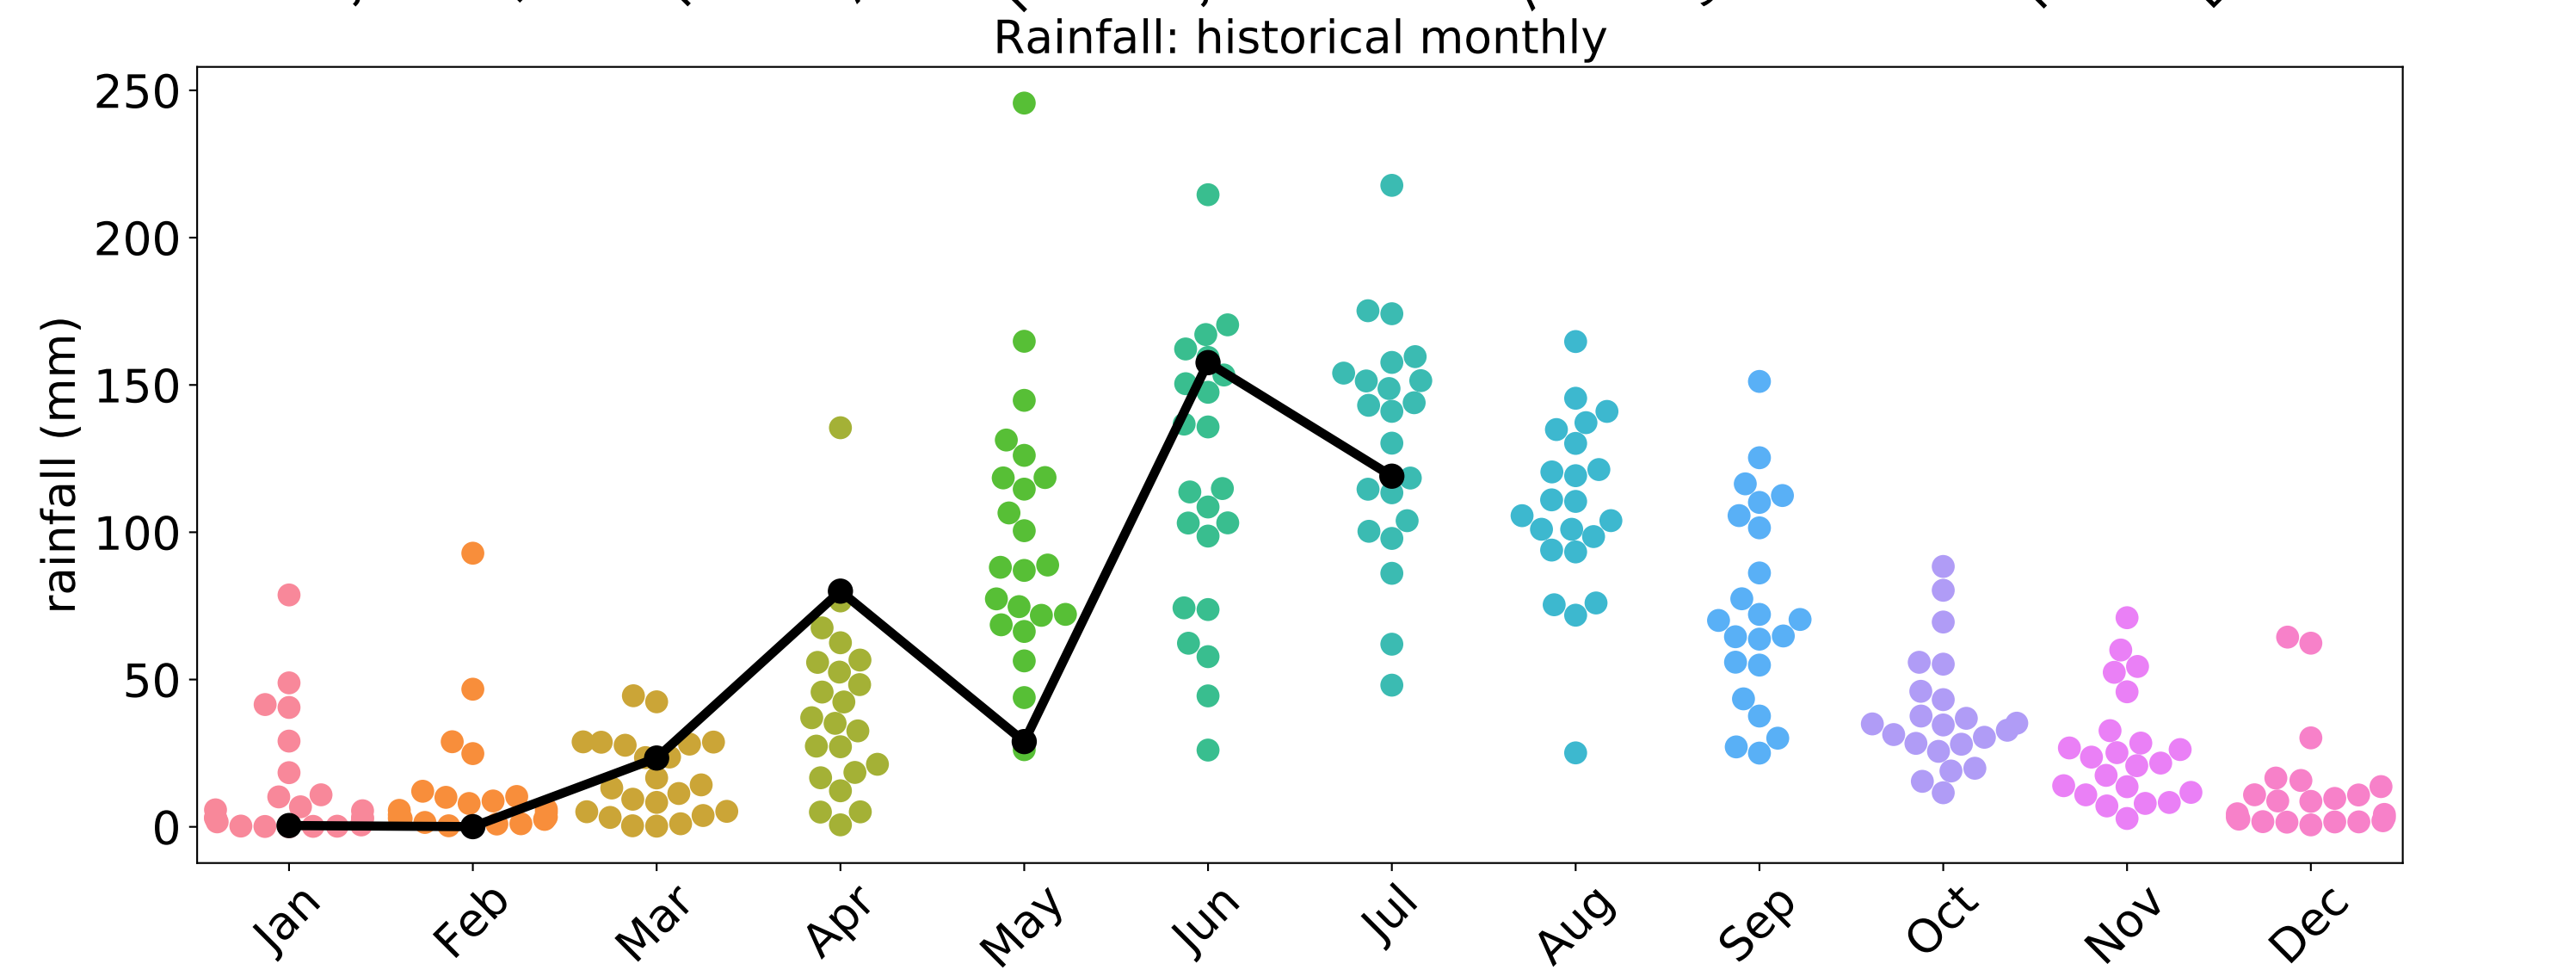 Rainfall: historical monthly
250
200
150
100
50
0
rainfall (mm)
Jan
Feb
Mar
Apr
May
Jun
Jul
Aug
Sep
Oct
Nov
Dec